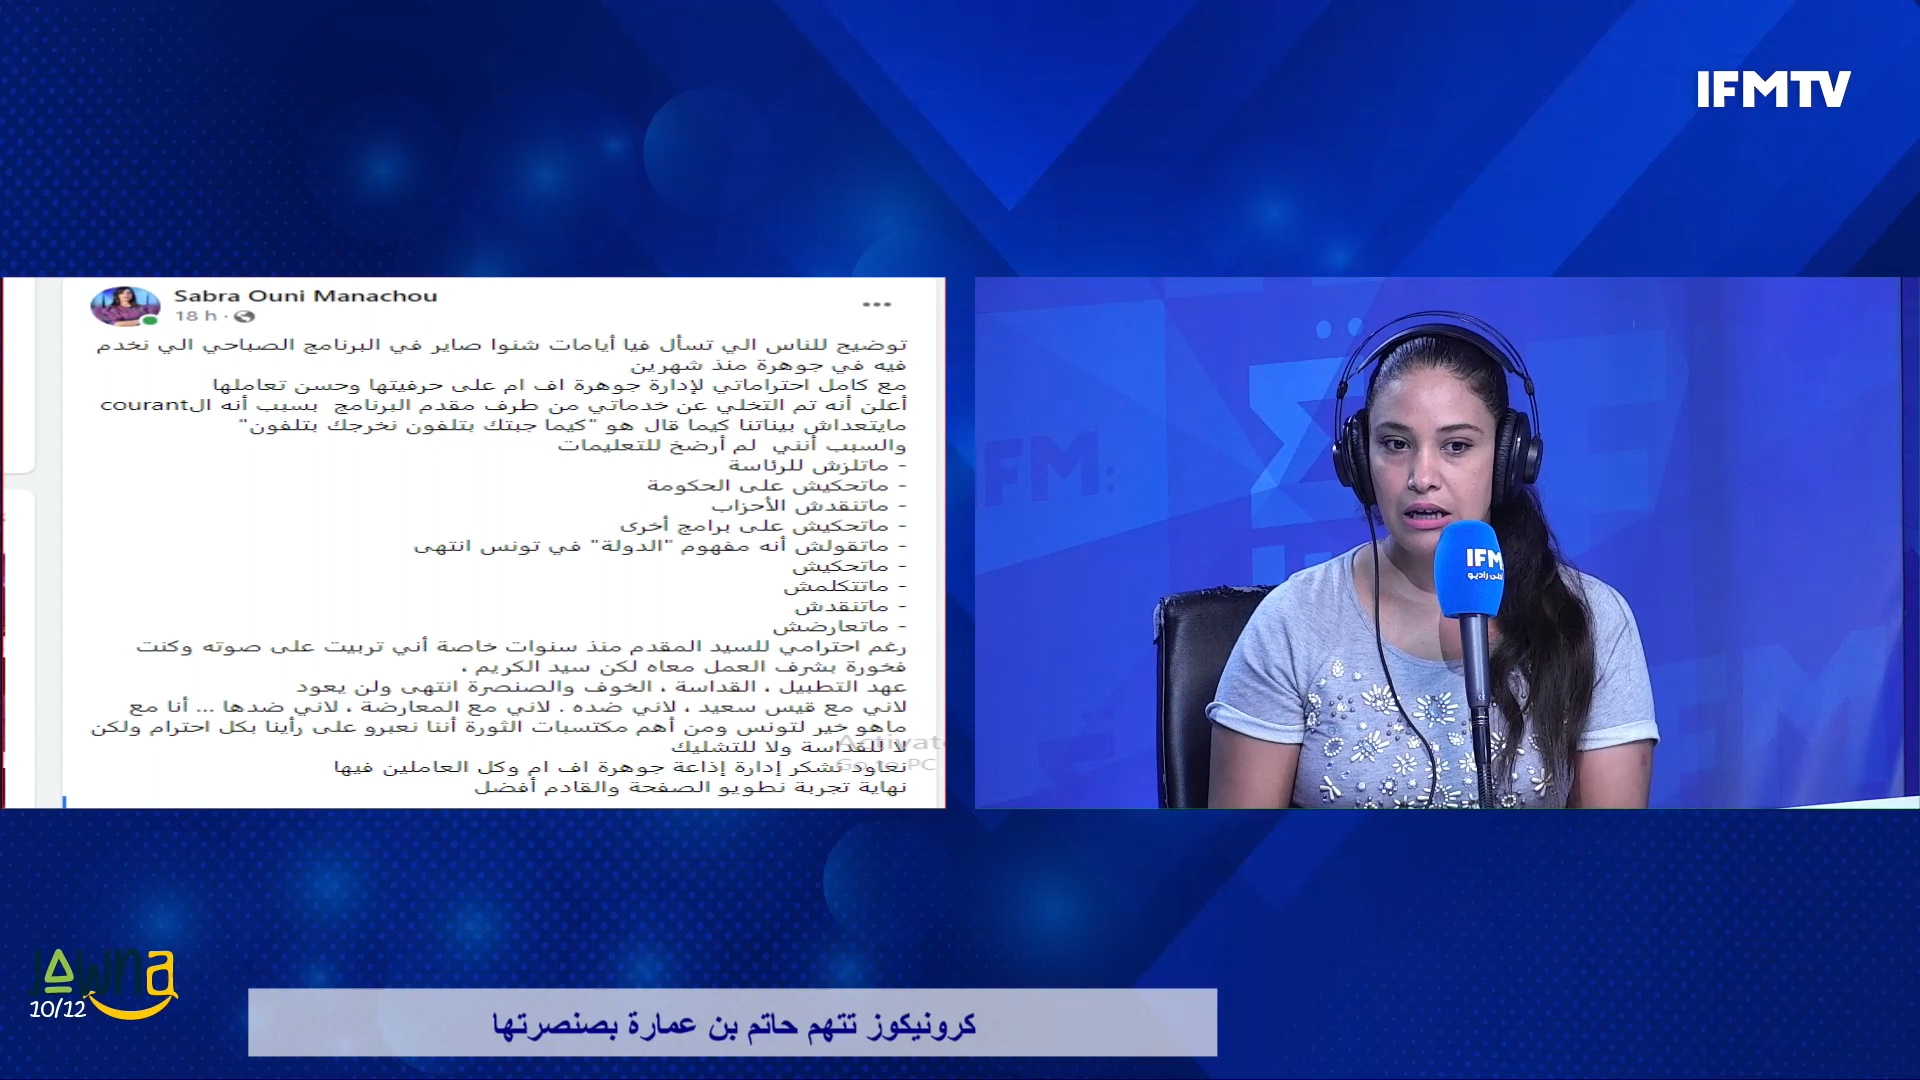 IFMTV
Sabra Ouni Manachou
18 h ·
توضيح للناس الي تسأل فيا أيامات شنوا صاير في البرنامج الصباحي الي نخدم
فيه في جوهرة منذ شهرين
مع كامل احتراماتي لإدارة جوهرة اف ام على حرفيتها وحسن تعاملها
أعلن أنه تم التخلي عن خدماتي من طرف مقدم البرنامج بسبب أنه الcourant
مايتعداش بيناتنا كيما قال هو "كيما جبتك بتلفون نخرجك بتلفون"
والسبب أنني لم أرضخ للتعليمات
- ماتلزش للرئاسة
- ماتحكيش على الحكومة
- ماتنقدش الأحزاب
- ماتحكيش على برامج أخرى
- ماتقولش أنه مفهوم "الدولة" في تونس انتهى
- ماتحكيش
- ماتتكلمش
- ماتنقدش
- ماتعارضش
رغم احترامي للسيد المقدم منذ سنوات خاصة أني تربيت على صوته وكنت
فخورة بشرف العمل معاه لكن سيد الكريم ،
عهد التطبيل ، القداسة ، الخوف والصنصرة انتهى ولن يعود
لاني مع قيس سعيد ، لاني ضده . لاني مع المعارضة ، لاني ضدها ... أنا مع
ماهو خير لتونس ومن أهم مكتسبات الثورة أننا نعبرو على رأينا بكل احترام ولكن
لا للقداسة ولا للتشليك
نعاود نشكر إدارة إذاعة جوهرة اف ام وكل العاملين فيها
نهاية تجربة نطويو الصفحة والقادم أفضل
Activate
Go to PC
IFM
IFM
راديو
JAWNA
10/12
كرونيكوز تتهم حاتم بن عمارة بصنصرتها